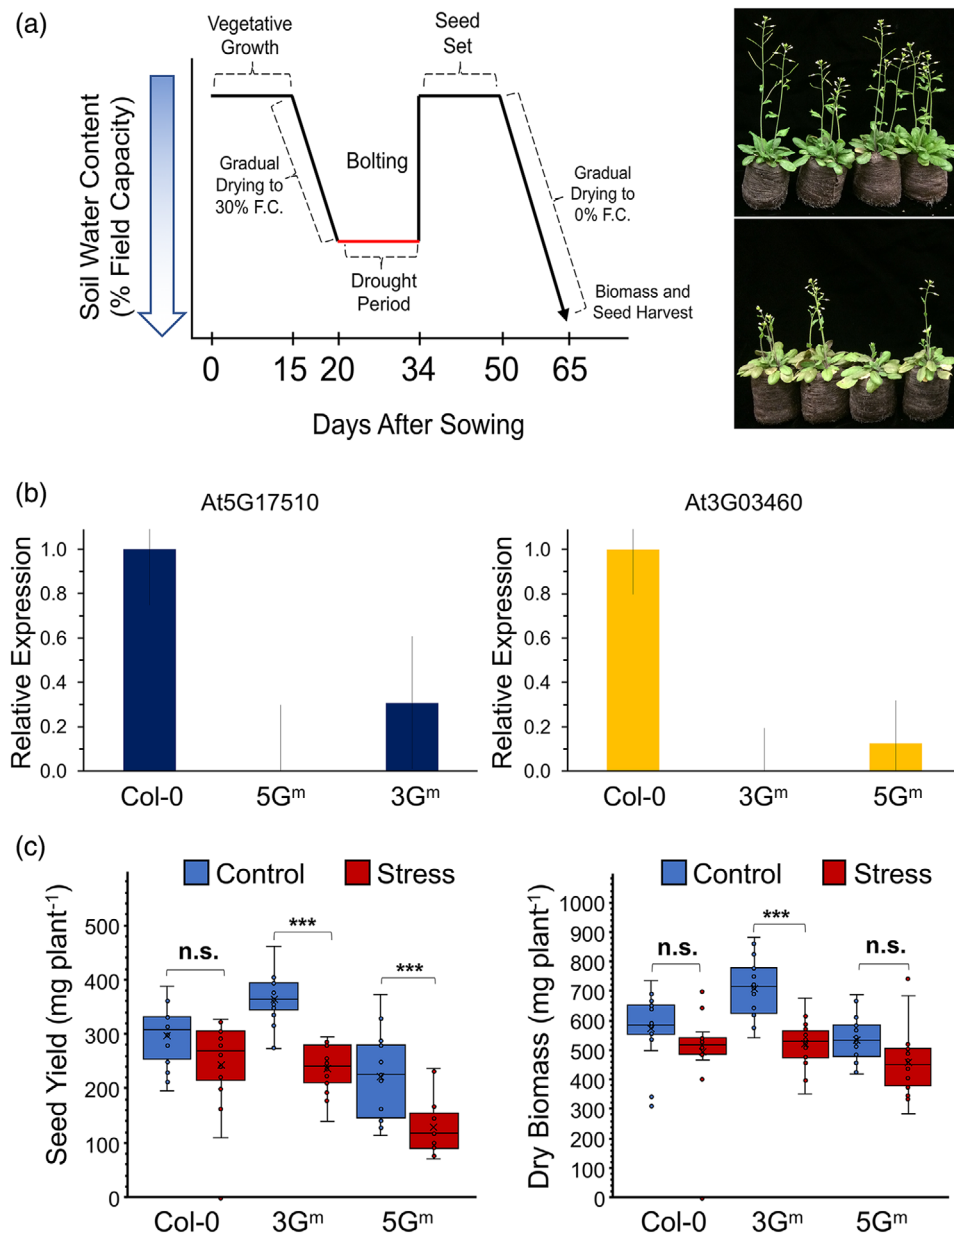 (a)
Vegetative
Growth
Seed
Set
Soil Water Content
(% Field Capacity)
Gradual
Drying to
30% F.C.
Bolting
Gradual
Drying to
0% F.C.
Drought
Period
Biomass and
Seed Harvest
0 15 20 34 50 65
Days After Sowing
(b)
At5G17510
Relative Expression
1.0
0.8
0.6
0.4
0.2
0.0
Col-0 5Gᵐ 3Gᵐ
At3G03460
Relative Expression
1.0
0.8
0.6
0.4
0.2
0.0
Col-0 3Gᵐ 5Gᵐ
(c)
Control Stress
Seed Yield (mg plant⁻¹)
500
400
300
200
100
0
n.s.
***
***
Col-0 3Gᵐ 5Gᵐ
Control Stress
Dry Biomass (mg plant⁻¹)
1000
900
800
700
600
500
400
300
200
100
0
n.s.
***
n.s.
Col-0 3Gᵐ 5Gᵐ